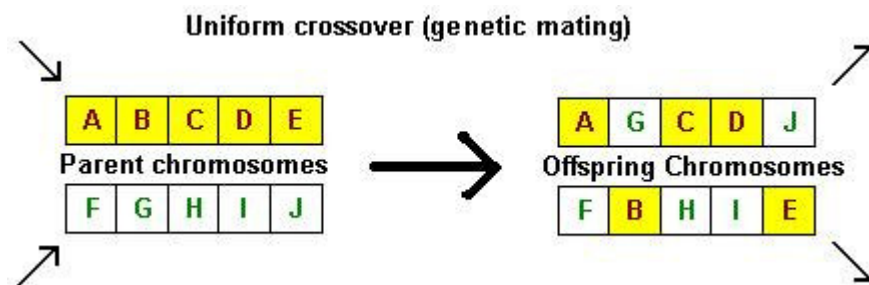 Uniform crossover (genetic mating)
A B C D E
Parent chromosomes
F G H I J
A G C D J
Offspring Chromosomes
F B H I E